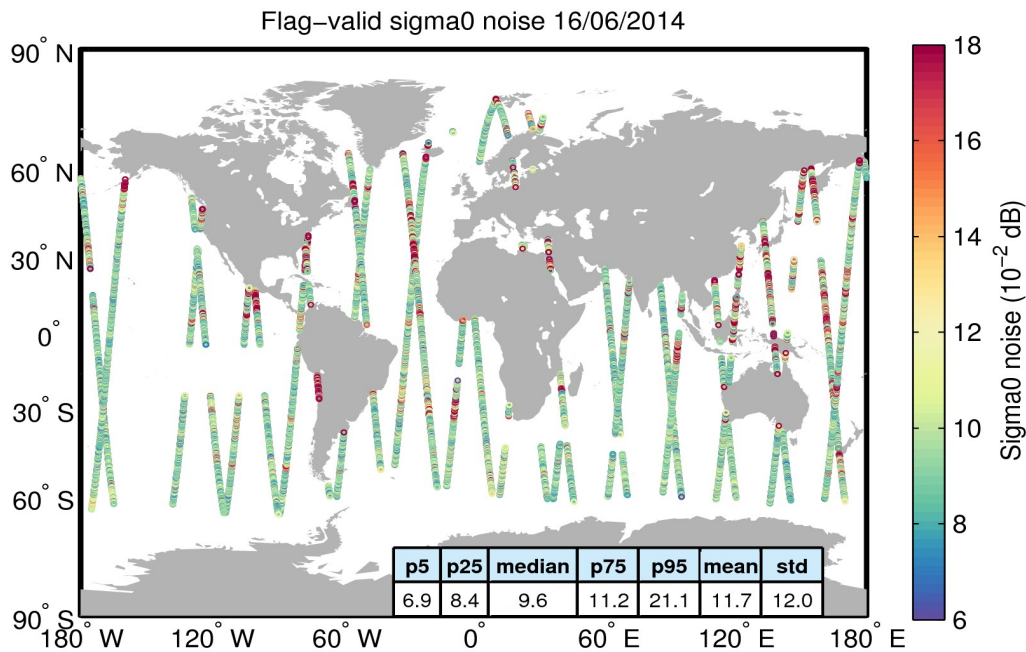 Flag−valid sigma0 noise 16/06/2014
90° N
60° N
30° N
0°
30° S
60° S
90° S
180° W
120° W
60° W
0°
60° E
120° E
180° E
p5 p25 median p75 p95 mean std
6.9 8.4 9.6 11.2 21.1 11.7 12.0
18
16
14
12
10
8
6
Sigma0 noise (10⁻² dB)